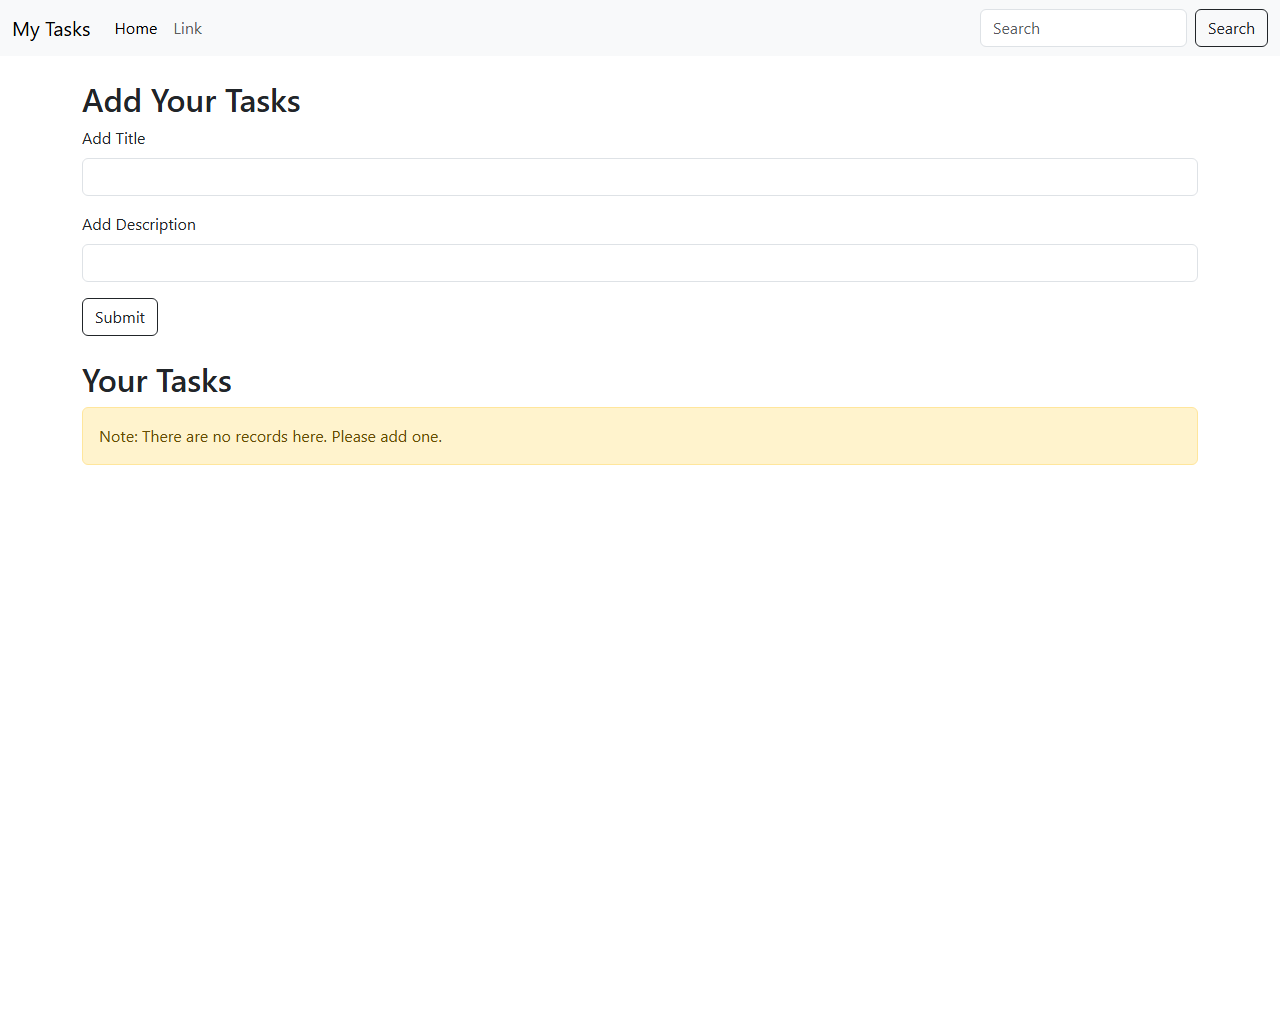 My Tasks Home Link Search Search
Add Your Tasks
Add Title
Add Description
Submit
Your Tasks
Note: There are no records here. Please add one.